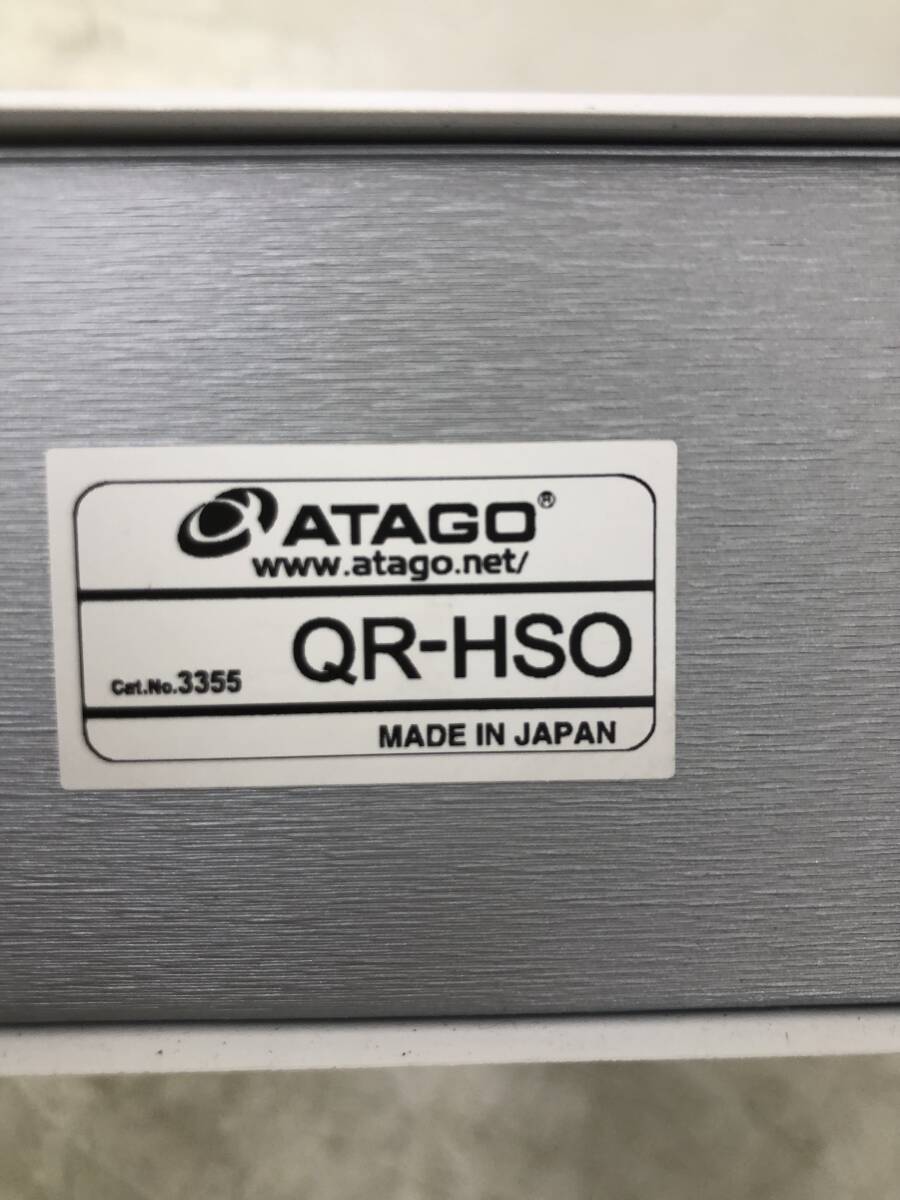 ATAGO®
www.atago.net/
Cat.No.3355 QR-HSO
MADE IN JAPAN